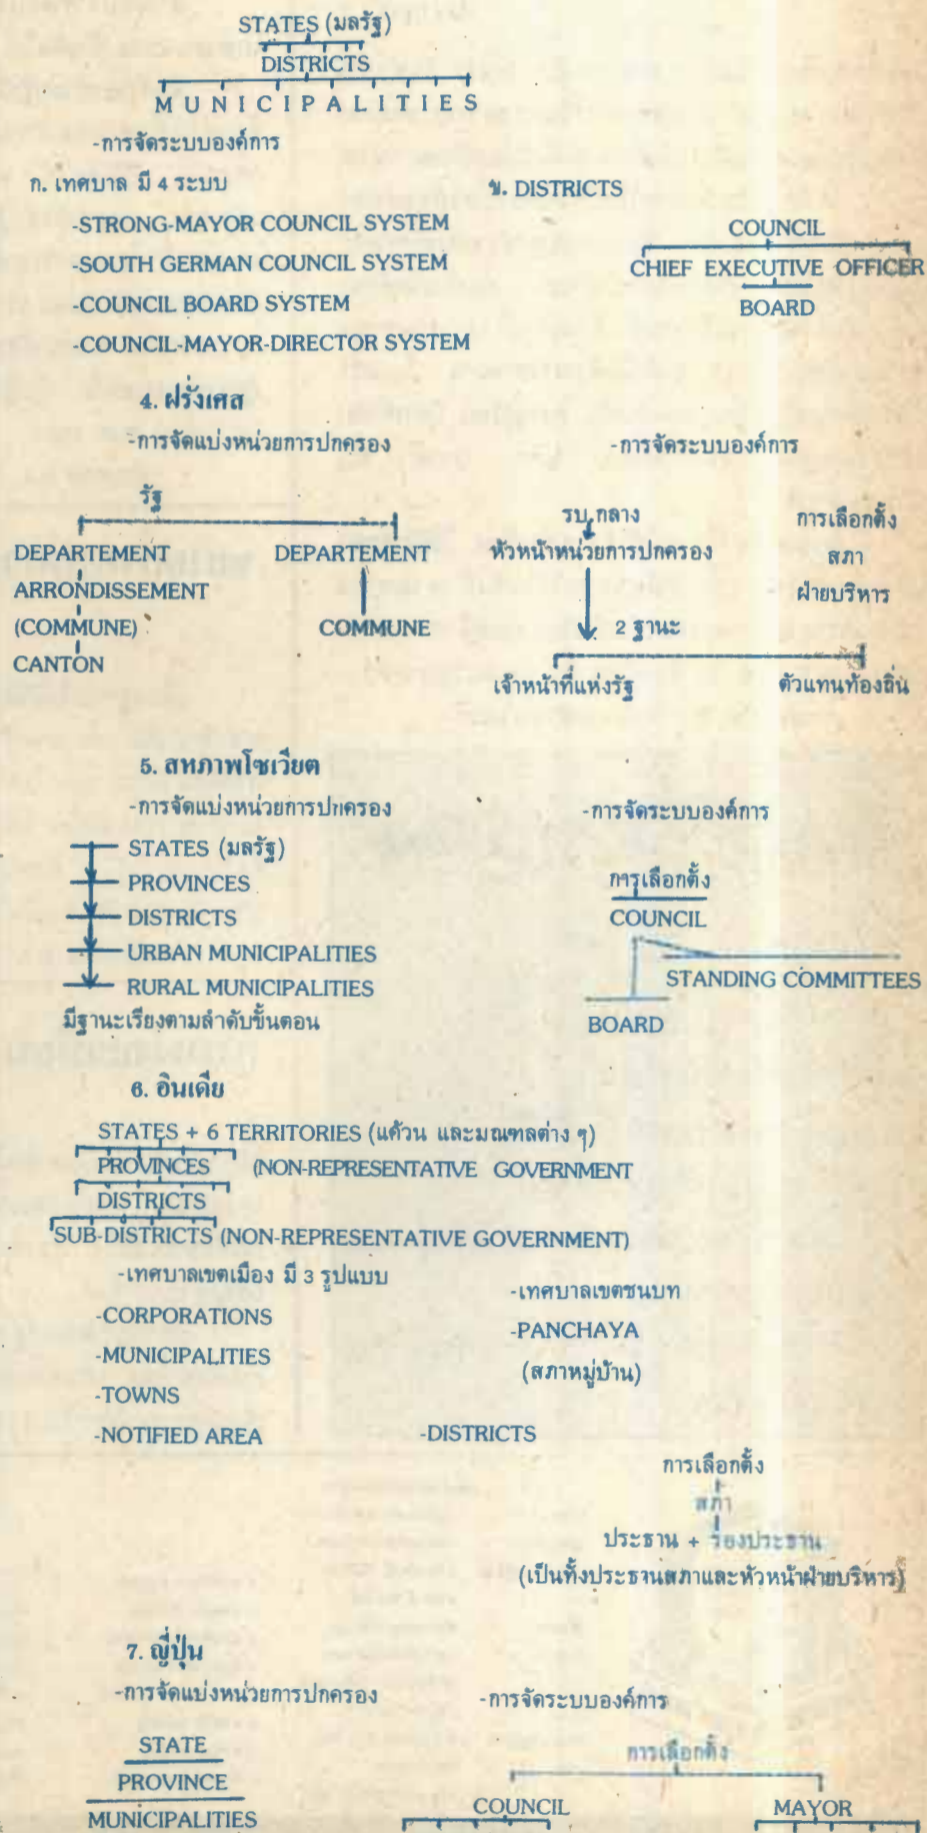 STATES (มลรัฐ)
DISTRICTS
MUNICIPALITIES
-การจัดระบบองค์การ
ก. เทศบาล มี 4 ระบบ
-STRONG-MAYOR COUNCIL SYSTEM
-SOUTH GERMAN COUNCIL SYSTEM
-COUNCIL BOARD SYSTEM
-COUNCIL-MAYOR-DIRECTOR SYSTEM
ข. DISTRICTS
COUNCIL
CHIEF EXECUTIVE OFFICER
BOARD
4. ฝรั่งเศส
-การจัดแบ่งหน่วยการปกครอง
รัฐ
DEPARTEMENT DEPARTEMENT
ARRONDISSEMENT
(COMMUNE) COMMUNE
CANTON
-การจัดระบบองค์การ
รบ.กลาง
หัวหน้าหน่วยการปกครอง
2 ฐานะ
เจ้าหน้าที่แห่งรัฐ ตัวแทนท้องถิ่น
การเลือกตั้ง
สภา
ฝ่ายบริหาร
5. สหภาพโซเวียต
-การจัดแบ่งหน่วยการปกครอง
STATES (มลรัฐ)
PROVINCES
DISTRICTS
URBAN MUNICIPALITIES
RURAL MUNICIPALITIES
มีฐานะเรียงตามลำดับขั้นตอน
-การจัดระบบองค์การ
การเลือกตั้ง
COUNCIL
STANDING COMMITTEES
BOARD
6. อินเดีย
STATES + 6 TERRITORIES (แคว้น และมณฑลต่าง ๆ)
PROVINCES (NON-REPRESENTATIVE GOVERNMENT
DISTRICTS
SUB-DISTRICTS (NON-REPRESENTATIVE GOVERNMENT)
-เทศบาลเขตเมือง มี 3 รูปแบบ
-CORPORATIONS
-MUNICIPALITIES
-TOWNS
-NOTIFIED AREA
-เทศบาลเขตชนบท
-PANCHAYA
(สภาหมู่บ้าน)
-DISTRICTS
การเลือกตั้ง
สภา
ประธาน + รองประธาน
(เป็นทั้งประธานสภาและหัวหน้าฝ่ายบริหาร)
7. ญี่ปุ่น
-การจัดแบ่งหน่วยการปกครอง
STATE
PROVINCE
MUNICIPALITIES
-การจัดระบบองค์การ
การเลือกตั้ง
COUNCIL MAYOR